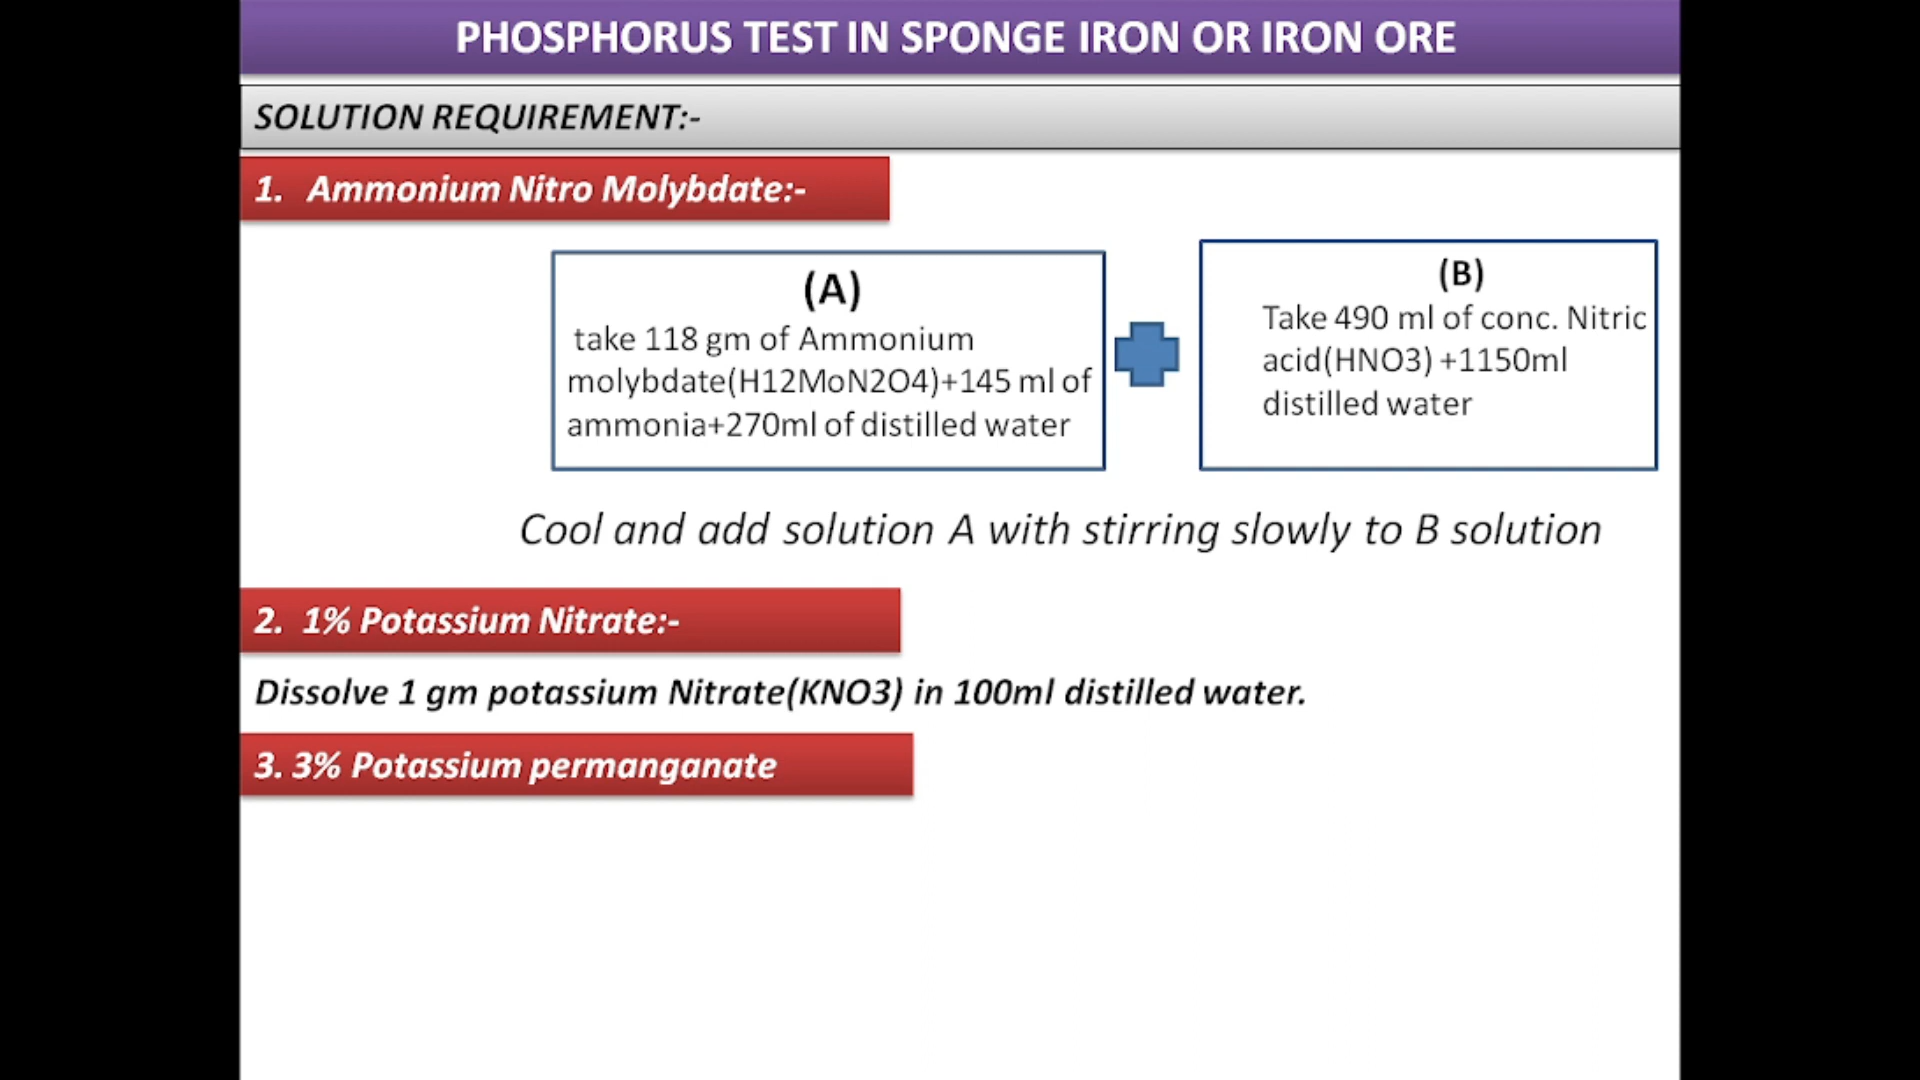 PHOSPHORUS TEST IN SPONGE IRON OR IRON ORE
SOLUTION REQUIREMENT:-
1. Ammonium Nitro Molybdate:-
(A)
take 118 gm of Ammonium
molybdate(H12MoN2O4)+145 ml of
ammonia+270ml of distilled water
(B)
Take 490 ml of conc. Nitric
acid(HNO3) +1150ml
distilled water
Cool and add solution A with stirring slowly to B solution
2. 1% Potassium Nitrate:-
Dissolve 1 gm potassium Nitrate(KNO3) in 100ml distilled water.
3. 3% Potassium permanganate